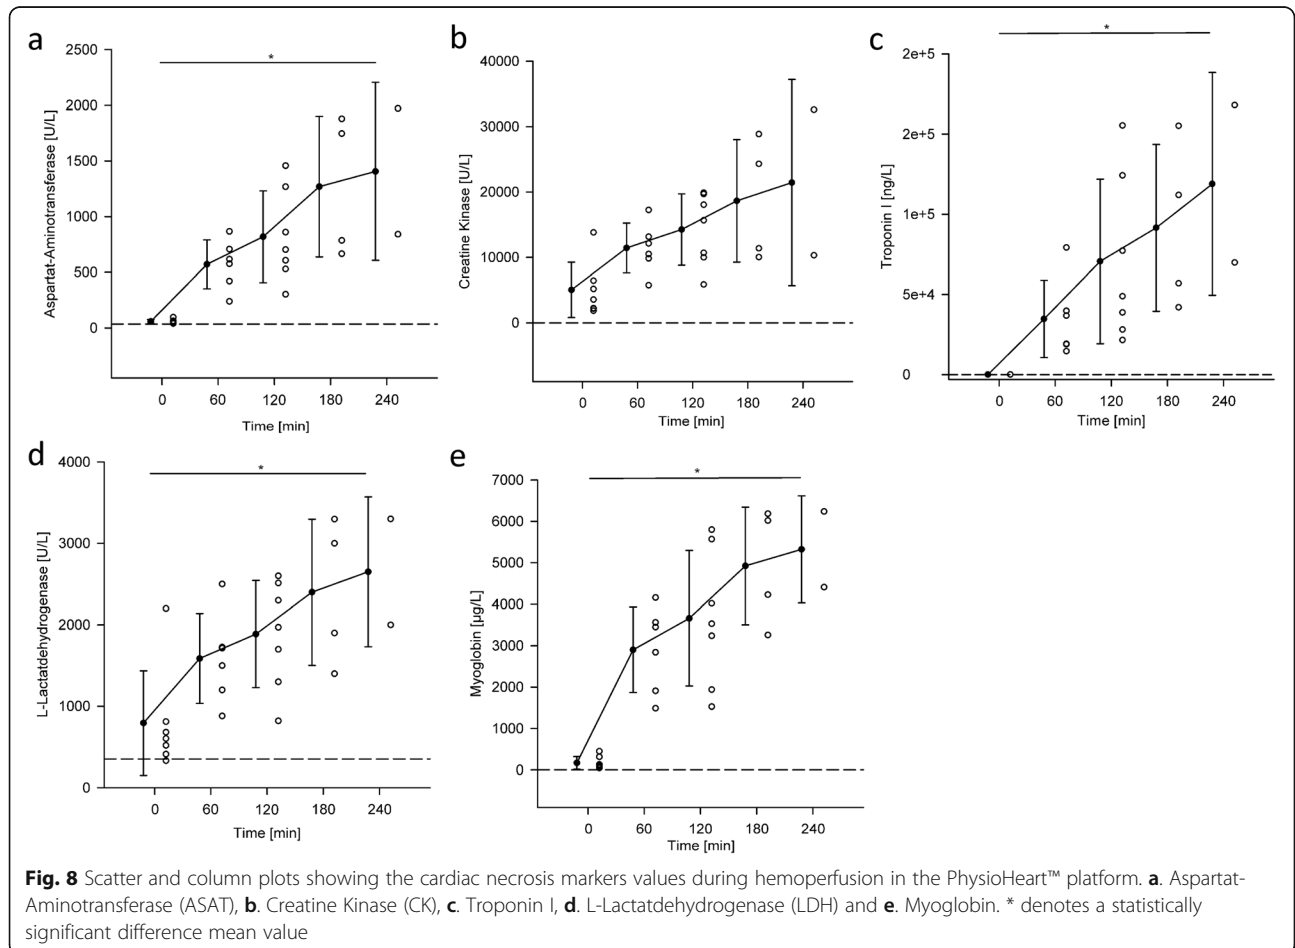 a
*
2500
2000
1500
1000
500
0
Aspartat-Aminotransferase [U/L]
0 60 120 180 240
Time [min]
b
40000
30000
20000
10000
0
Creatine Kinase [U/L]
0 60 120 180 240
Time [min]
c
*
2e+5
2e+5
1e+5
5e+4
0
Troponin I [ng/L]
0 60 120 180 240
Time [min]
d
*
4000
3000
2000
1000
0
L-Lactatdehydrogenase [U/L]
0 60 120 180 240
Time [min]
e
*
7000
6000
5000
4000
3000
2000
1000
0
Myoglobin [µg/L]
0 60 120 180 240
Time [min]
Fig. 8 Scatter and column plots showing the cardiac necrosis markers values during hemoperfusion in the PhysioHeart™ platform. a. Aspartat-
Aminotransferase (ASAT), b. Creatine Kinase (CK), c. Troponin I, d. L-Lactatdehydrogenase (LDH) and e. Myoglobin. * denotes a statistically
significant difference mean value